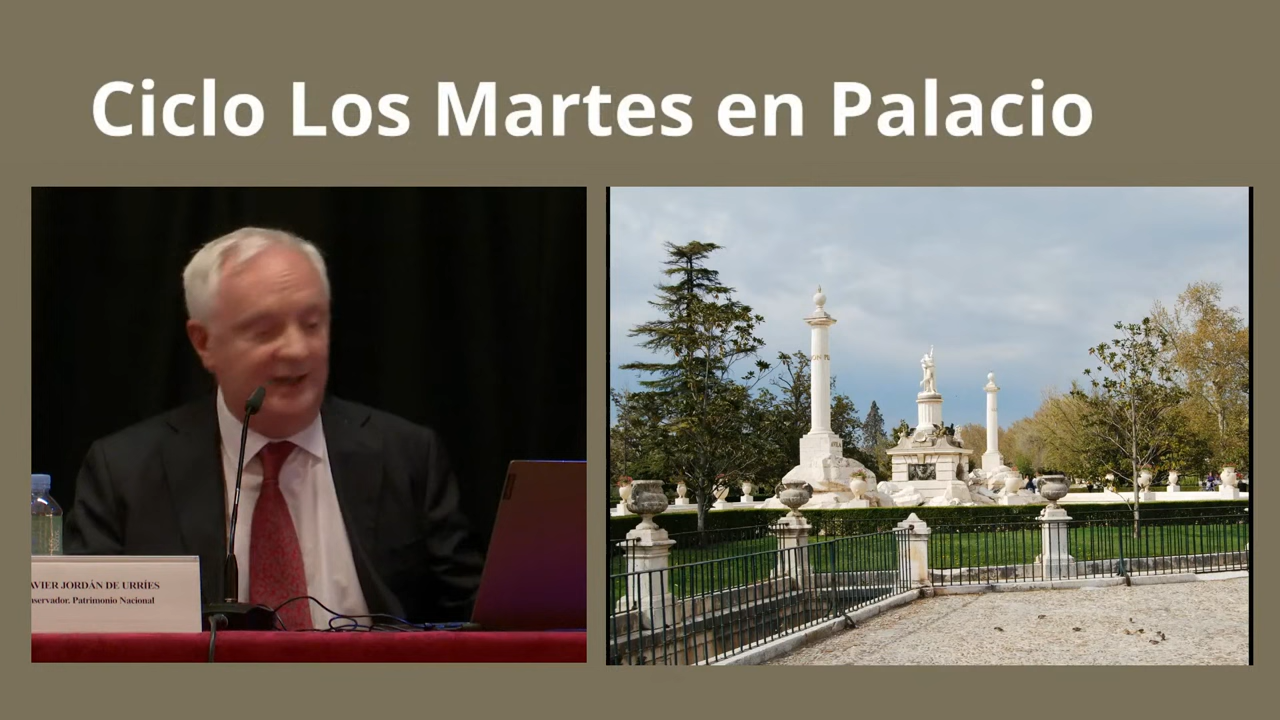 Ciclo Los Martes en Palacio
AVIER JORDÁN DE URRÍES
nservador. Patrimonio Nacional